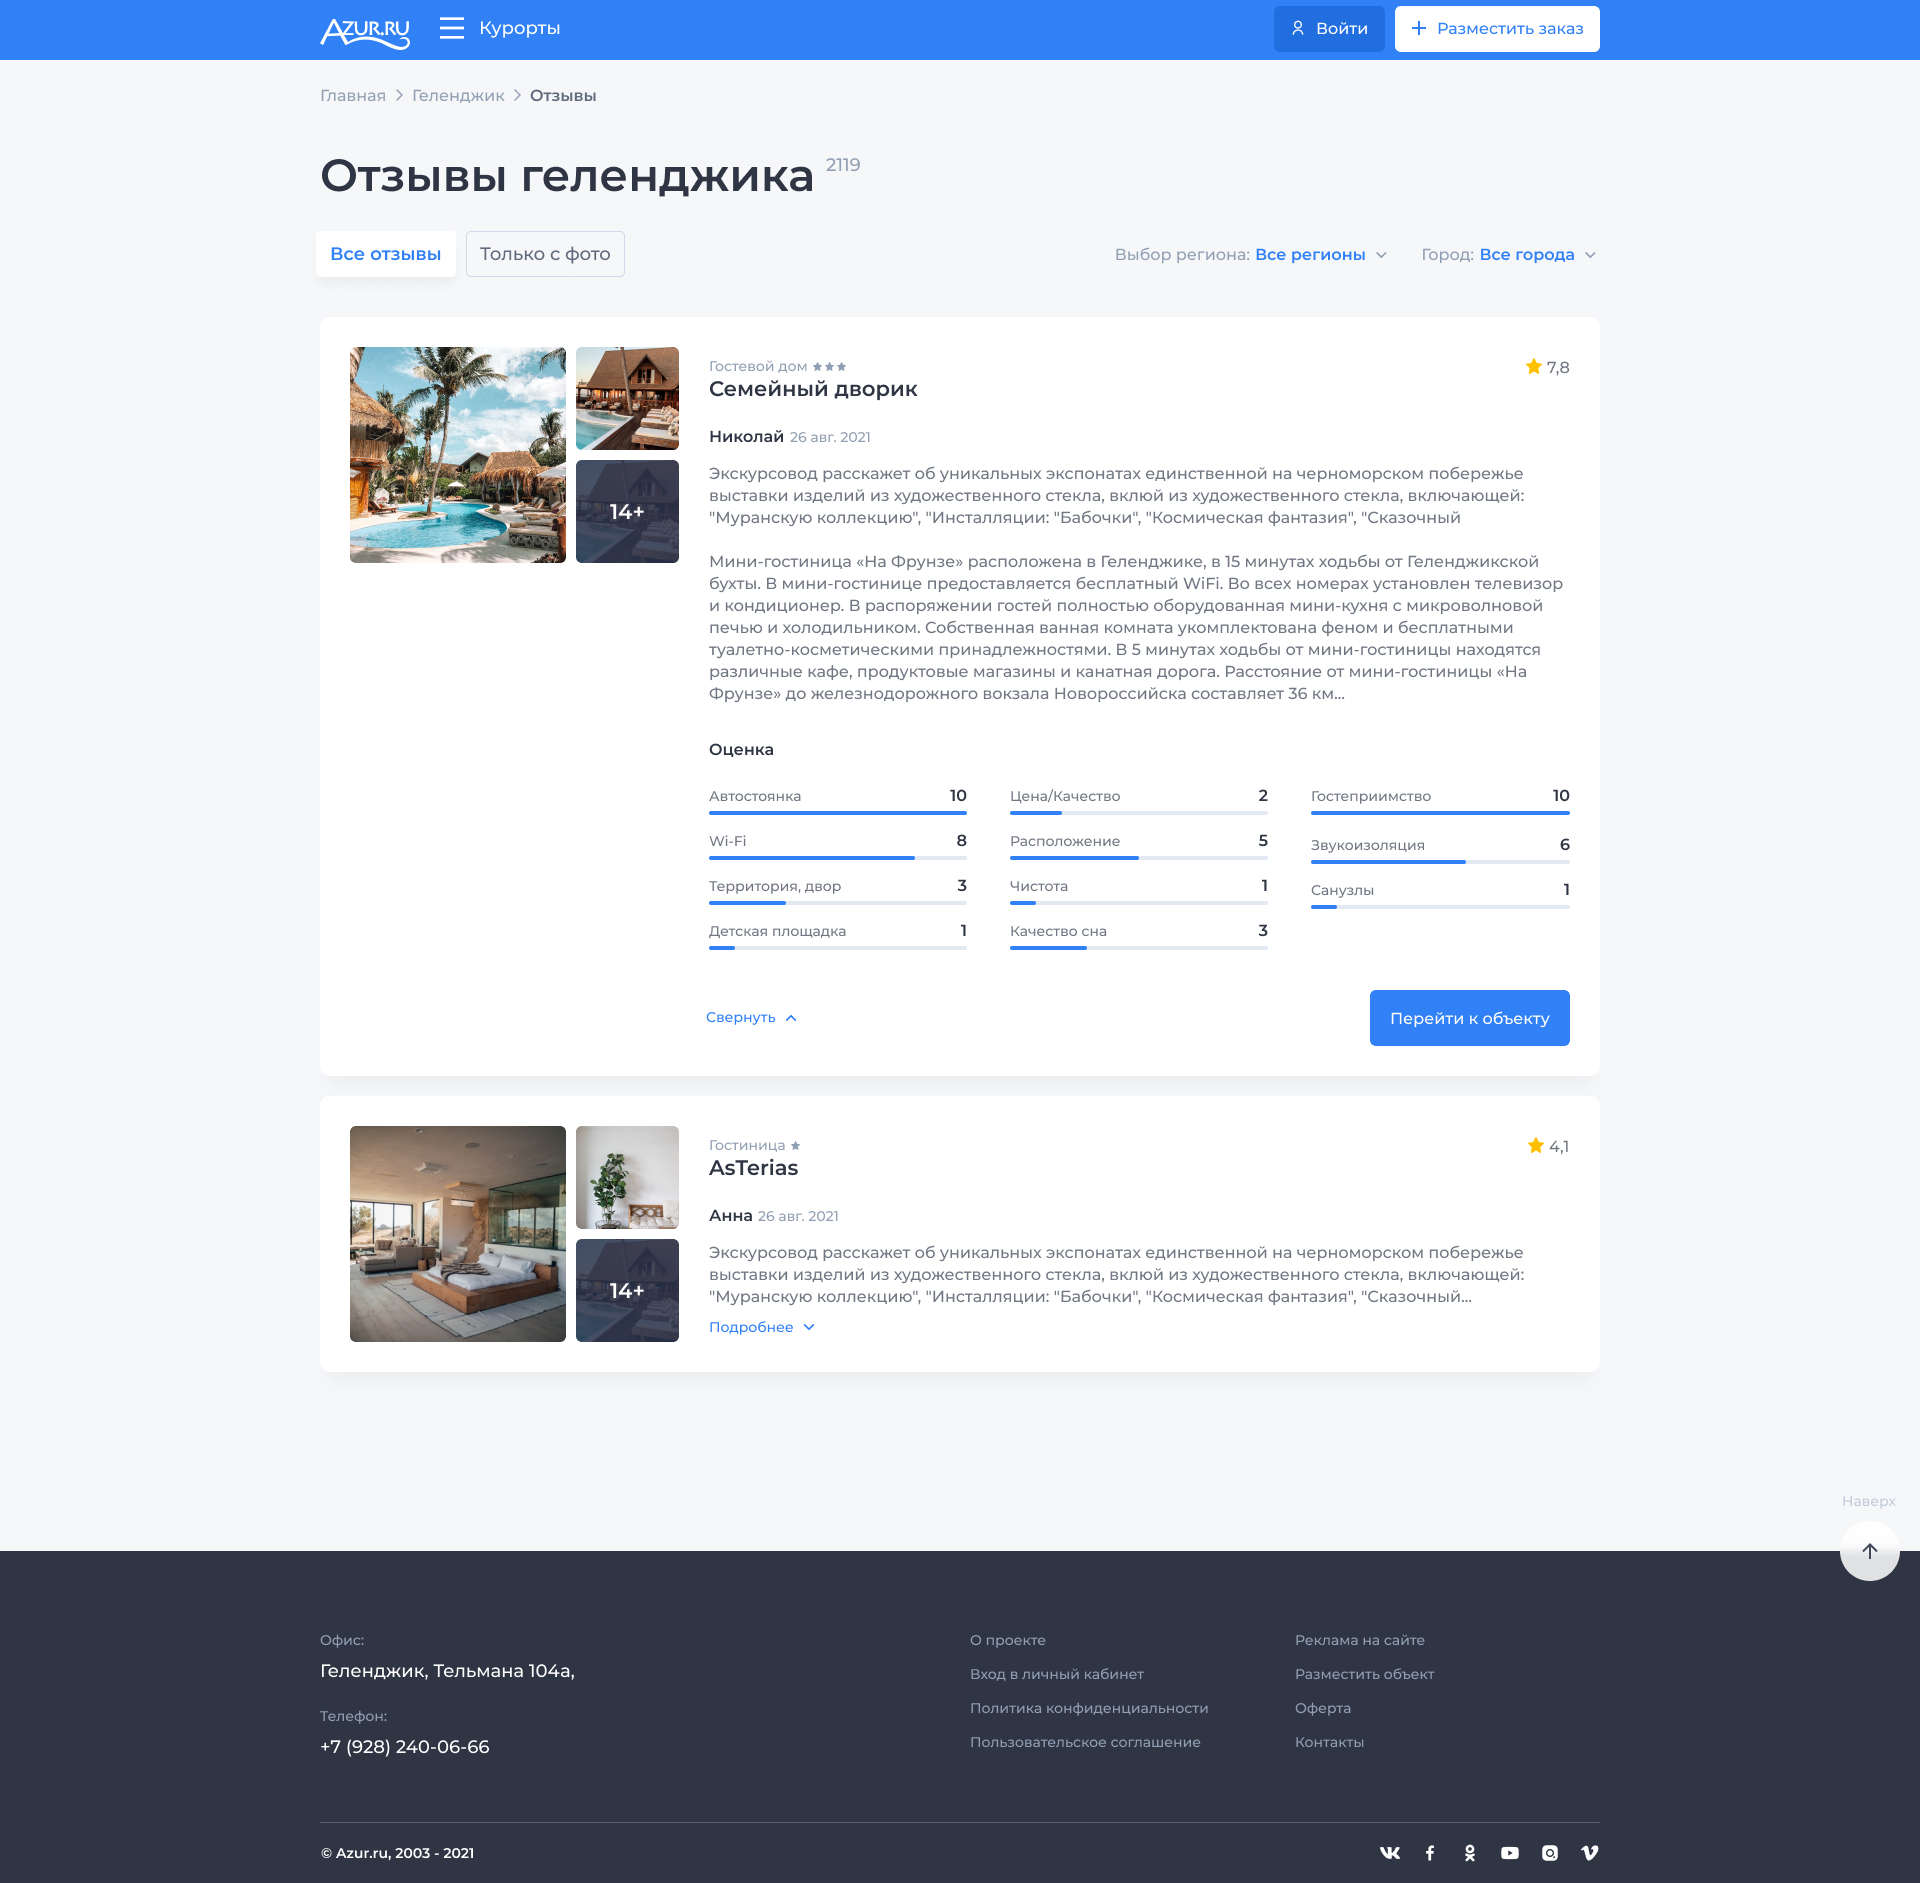 AZUR.RU
Курорты
Войти
Разместить заказ
Главная
Геленджик
Отзывы
Отзывы геленджика 2119
Все отзывы
Только с фото
Выбор региона: Все регионы
Город: Все города
14+
Гостевой дом
7,8
Семейный дворик
Николай 26 авг. 2021
Экскурсовод расскажет об уникальных экспонатах единственной на черноморском побережье
выставки изделий из художественного стекла, вклюй из художественного стекла, включающей:
"Муранскую коллекцию", "Инсталляции: "Бабочки", "Космическая фантазия", "Сказочный
Мини-гостиница «На Фрунзе» расположена в Геленджике, в 15 минутах ходьбы от Геленджикской
бухты. В мини-гостинице предоставляется бесплатный WiFi. Во всех номерах установлен телевизор
и кондиционер. В распоряжении гостей полностью оборудованная мини-кухня с микроволновой
печью и холодильником. Собственная ванная комната укомплектована феном и бесплатными
туалетно-косметическими принадлежностями. В 5 минутах ходьбы от мини-гостиницы находятся
различные кафе, продуктовые магазины и канатная дорога. Расстояние от мини-гостиницы «На
Фрунзе» до железнодорожного вокзала Новороссийска составляет 36 км...
Оценка
Автостоянка 10
Wi-Fi 8
Территория, двор 3
Детская площадка 1
Цена/Качество 2
Расположение 5
Чистота 1
Качество сна 3
Гостеприимство 10
Звукоизоляция 6
Санузлы 1
Свернуть
Перейти к объекту
14+
Гостиница
4,1
AsTerias
Анна 26 авг. 2021
Экскурсовод расскажет об уникальных экспонатах единственной на черноморском побережье
выставки изделий из художественного стекла, вклюй из художественного стекла, включающей:
"Муранскую коллекцию", "Инсталляции: "Бабочки", "Космическая фантазия", "Сказочный...
Подробнее
Наверх
Офис:
Геленджик, Тельмана 104а,
Телефон:
+7 (928) 240-06-66
О проекте
Вход в личный кабинет
Политика конфиденциальности
Пользовательское соглашение
Реклама на сайте
Разместить объект
Оферта
Контакты
© Azur.ru, 2003 - 2021